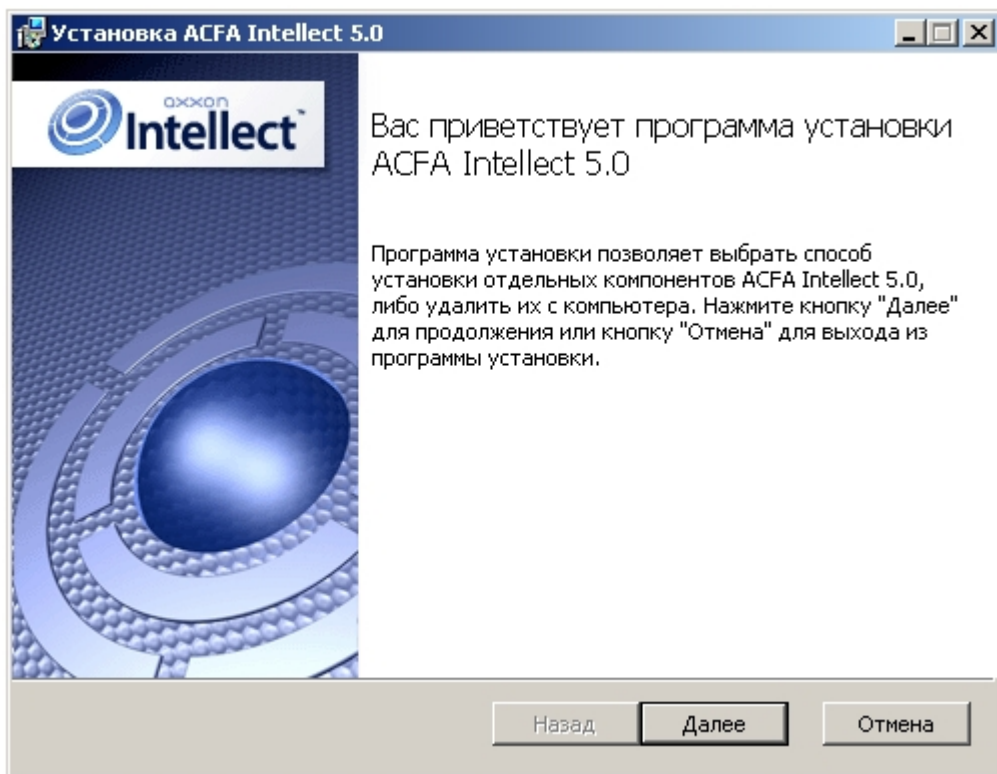 Установка ACFA Intellect 5.0
axxon
Intellect™
Вас приветствует программа установки
ACFA Intellect 5.0
Программа установки позволяет выбрать способ
установки отдельных компонентов ACFA Intellect 5.0,
либо удалить их с компьютера. Нажмите кнопку "Далее"
для продолжения или кнопку "Отмена" для выхода из
программы установки.
Назад
Далее
Отмена